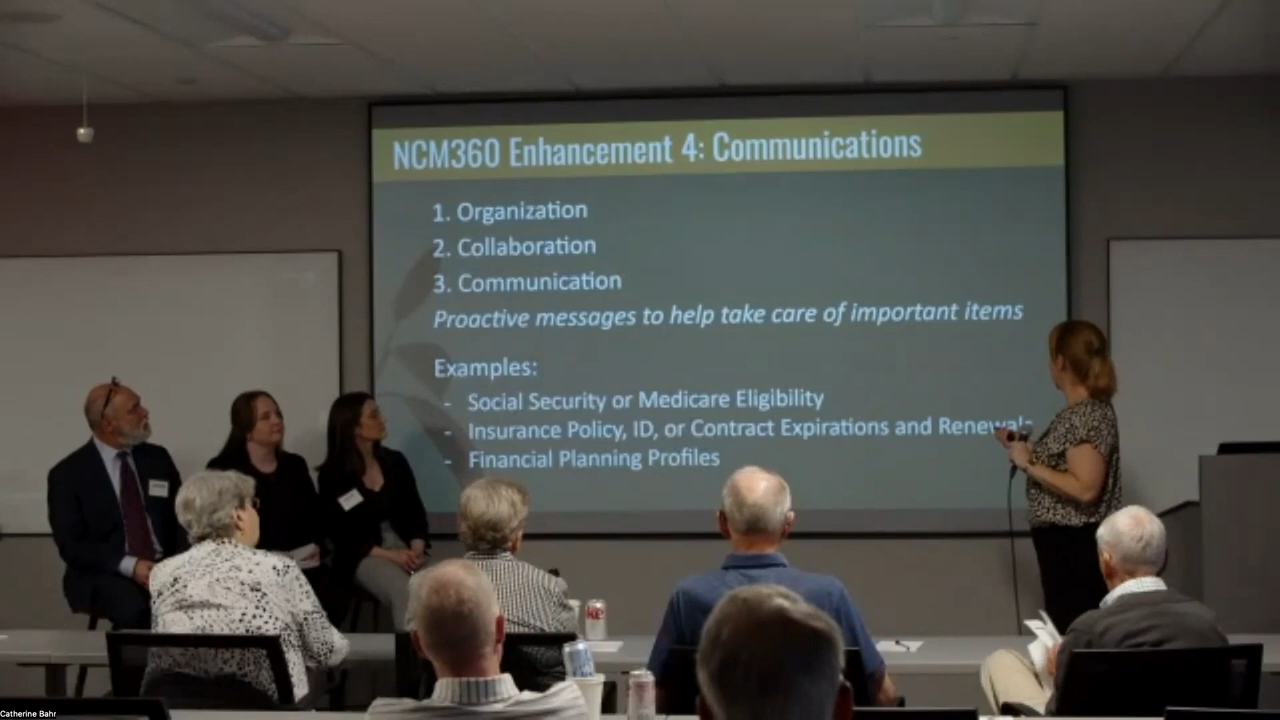 NCM360 Enhancement 4: Communications
1. Organization
2. Collaboration
3. Communication
Proactive messages to help take care of important items
Examples:
- Social Security or Medicare Eligibility
- Insurance Policy, ID, or Contract Expirations and Renewals
- Financial Planning Profiles
Catherine Bahr